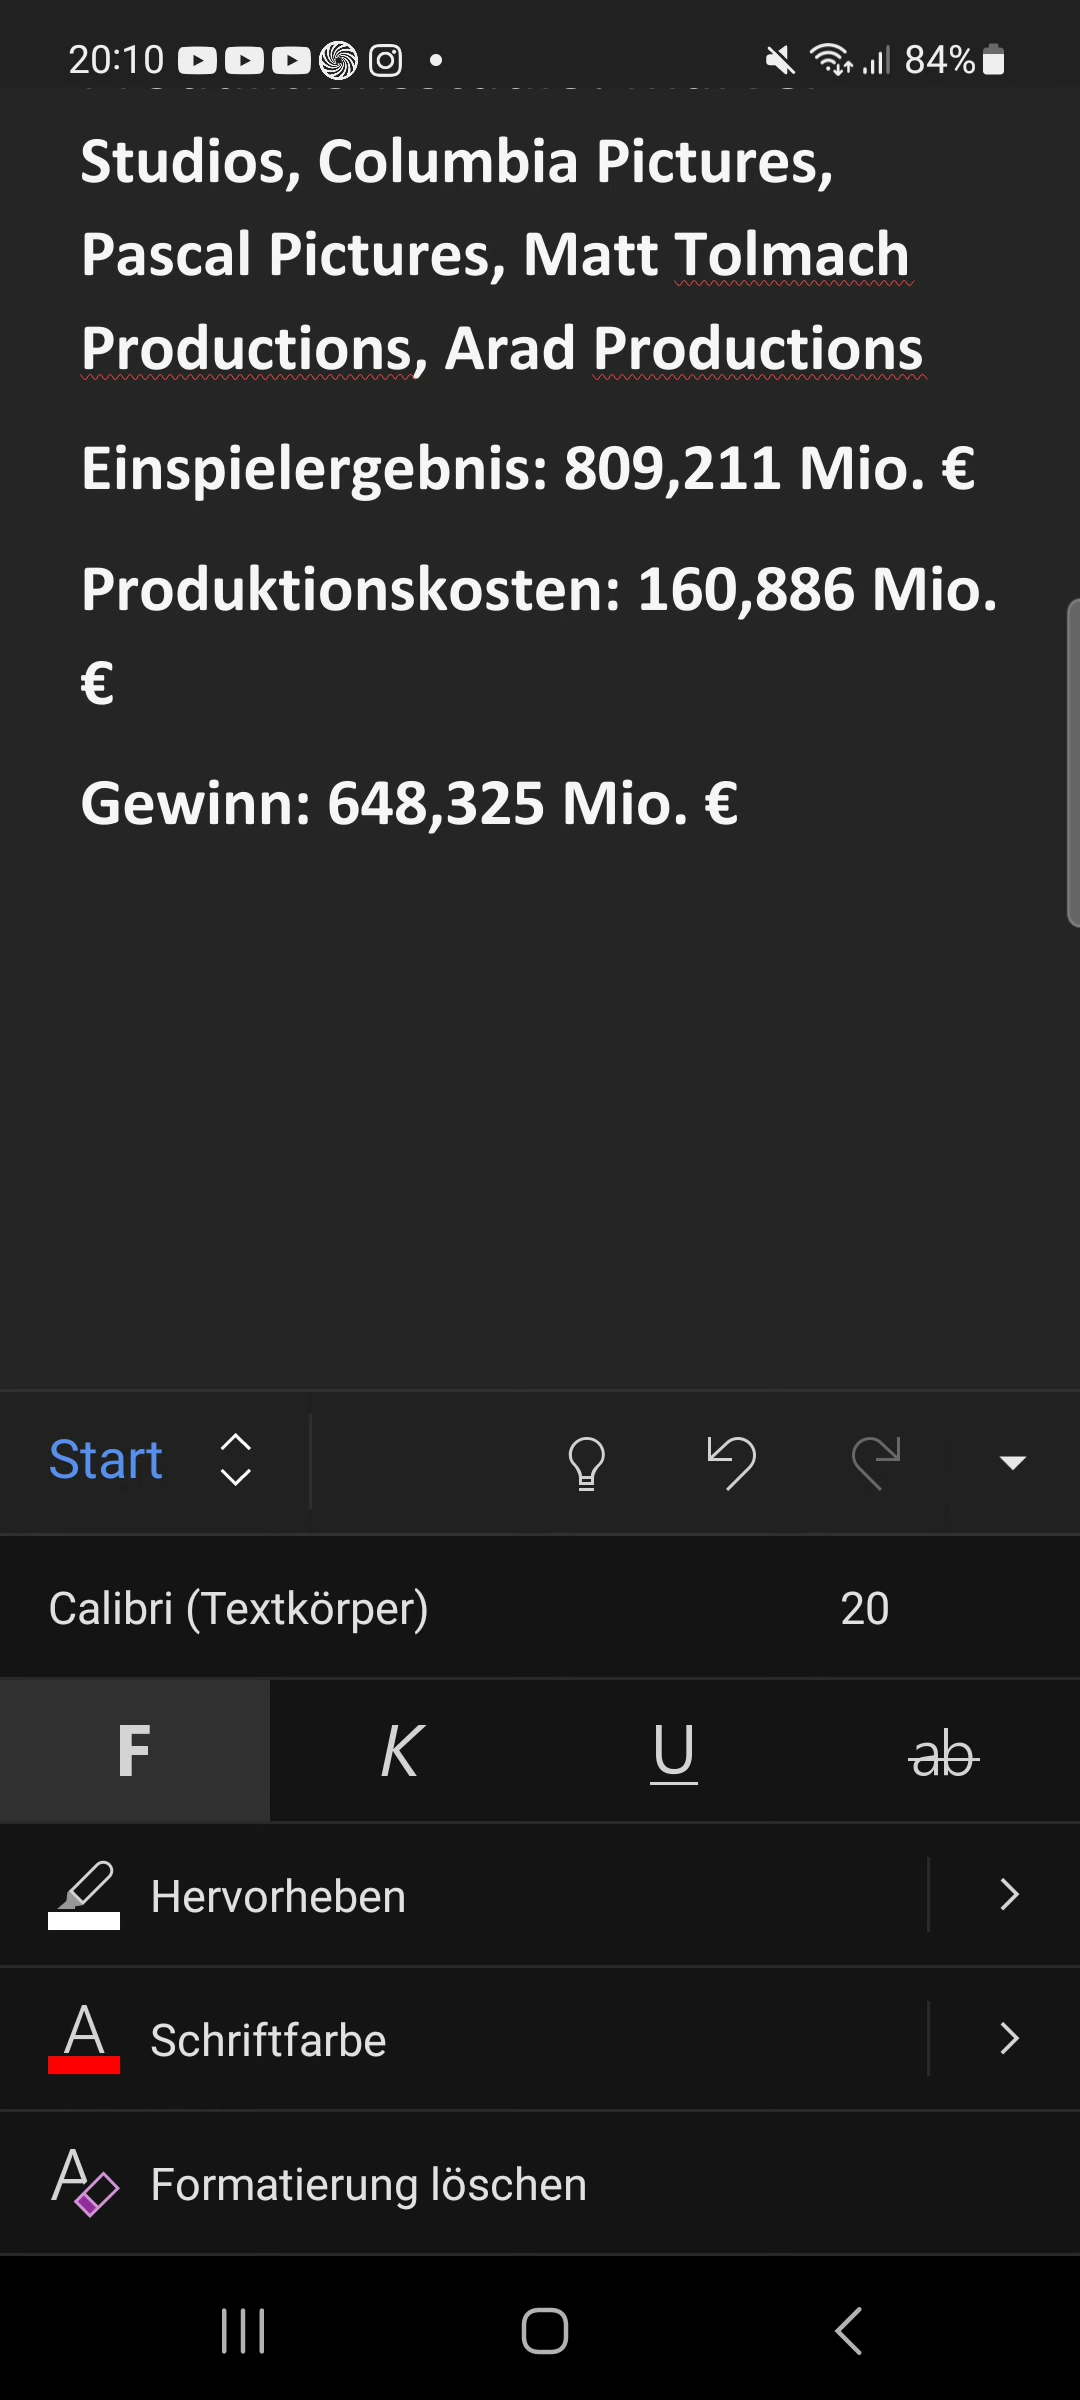 20:10
84%
Studios, Columbia Pictures,
Pascal Pictures, Matt Tolmach
Productions, Arad Productions
Einspielergebnis: 809,211 Mio. €
Produktionskosten: 160,886 Mio.
€
Gewinn: 648,325 Mio. €
Start
Calibri (Textkörper) 20
F K U ab
Hervorheben
A Schriftfarbe
A Formatierung löschen